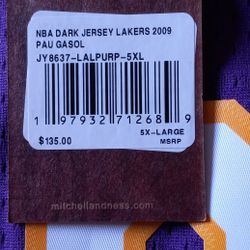 NBA DARK JERSEY LAKERS 2009
PAU GASOL
JY8637-LALPURP-5XL
1 97932 71268 9
5X-LARGE
$135.00 MSRP
mitchellandness.com